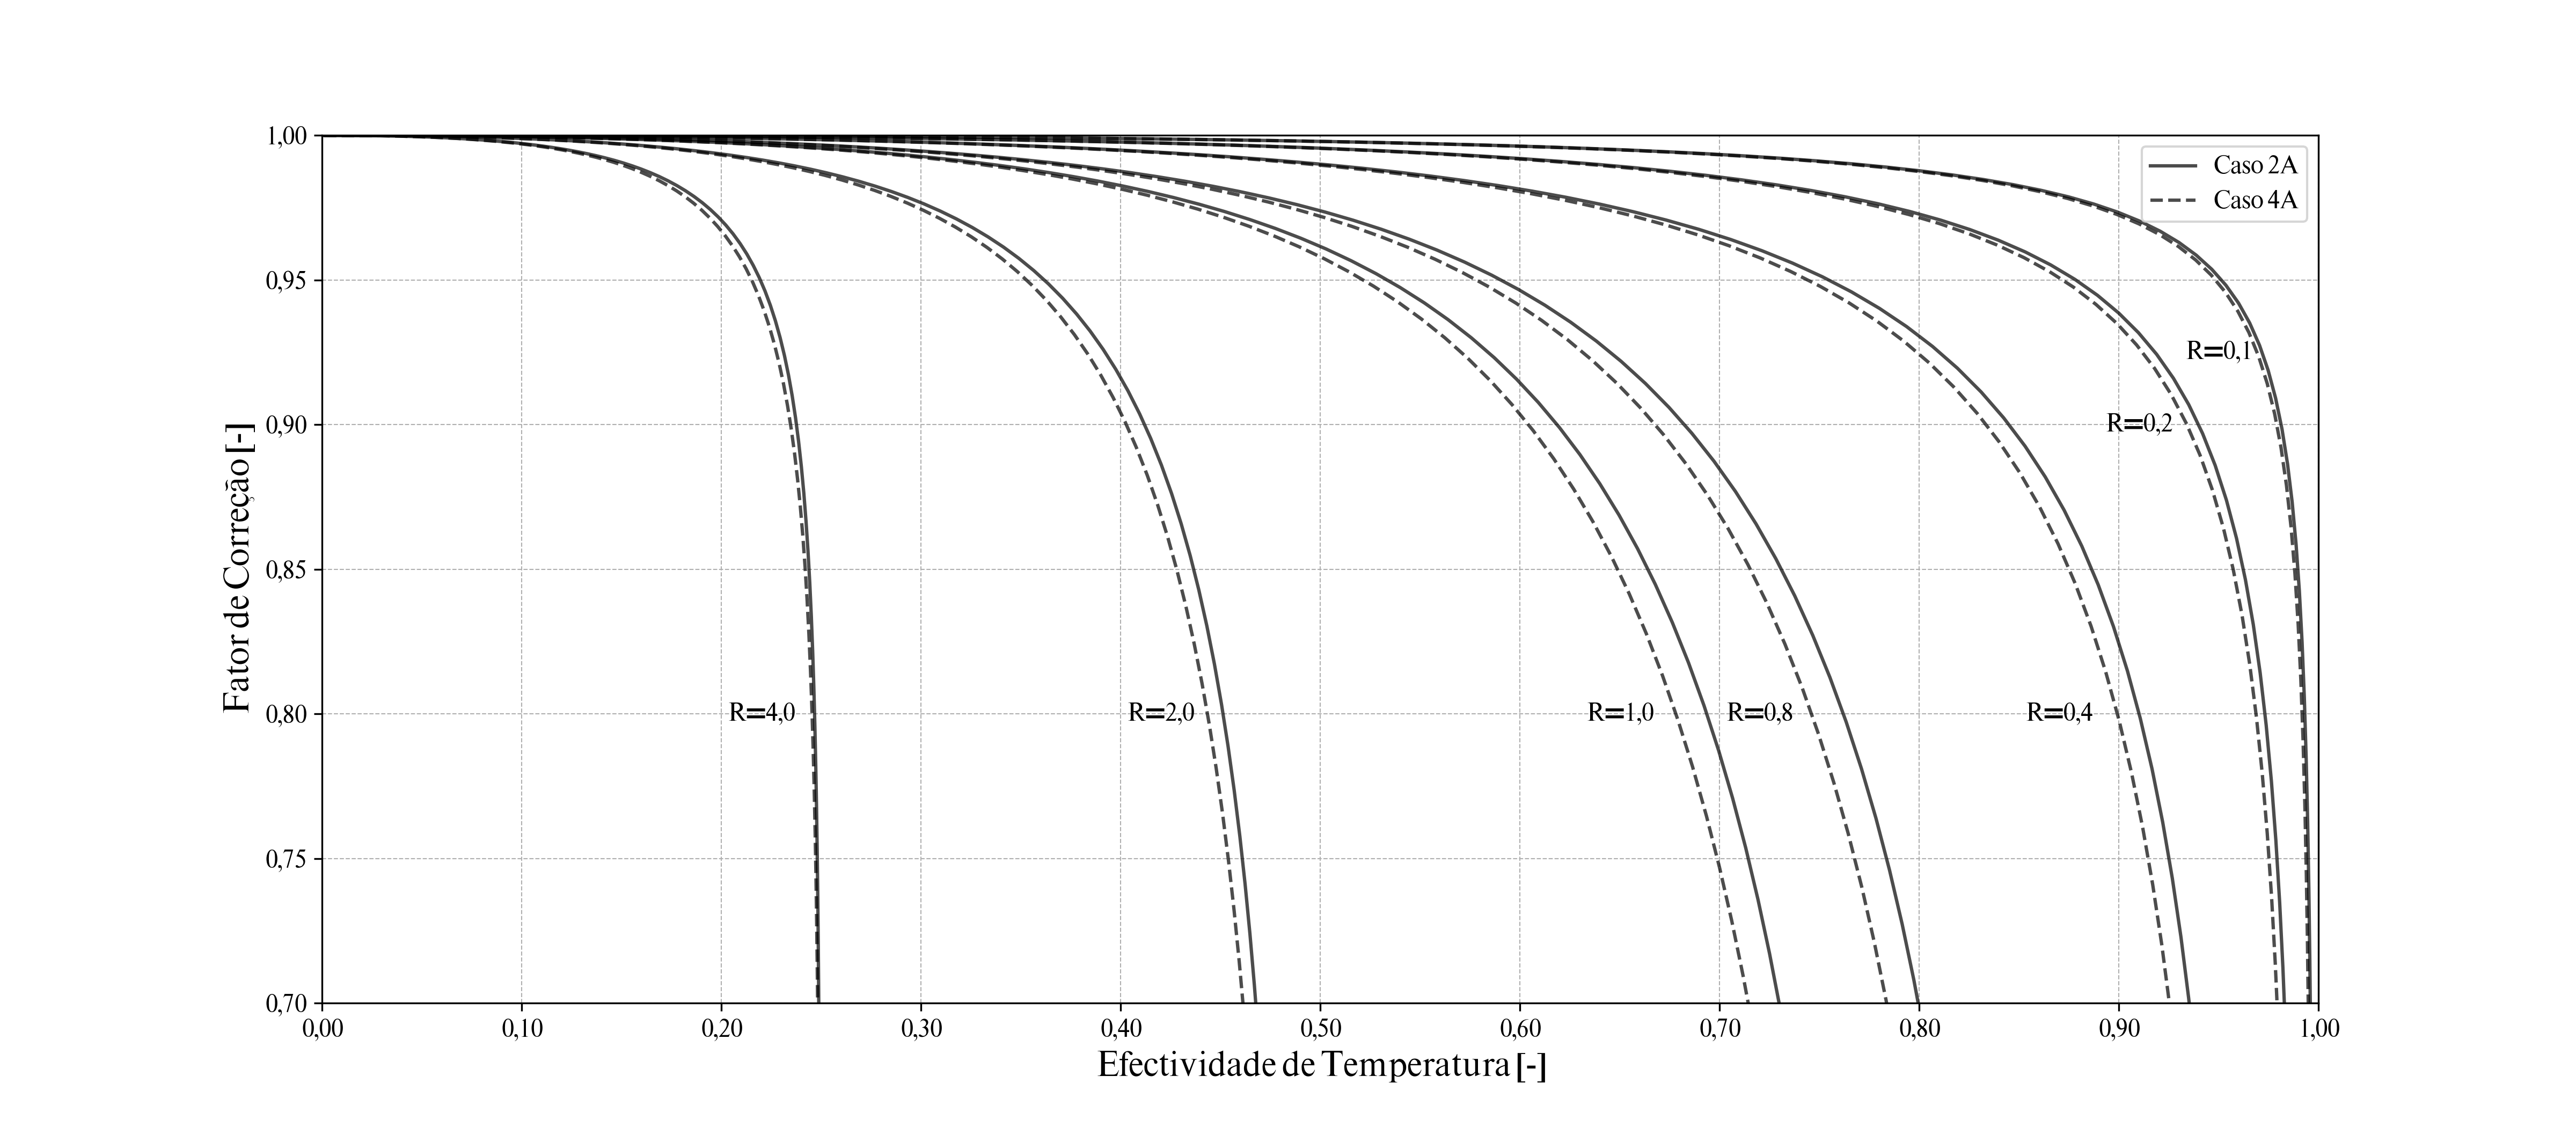 1,00
Caso 2A
Caso 4A
0,95
R=0,1
0,90
R=0,2
Fator de Correção [-]
0,85
0,80
R=4,0
R=2,0
R=1,0
R=0,8
R=0,4
0,75
0,70
0,00 0,10 0,20 0,30 0,40 0,50 0,60 0,70 0,80 0,90 1,00
Efectividade de Temperatura [-]